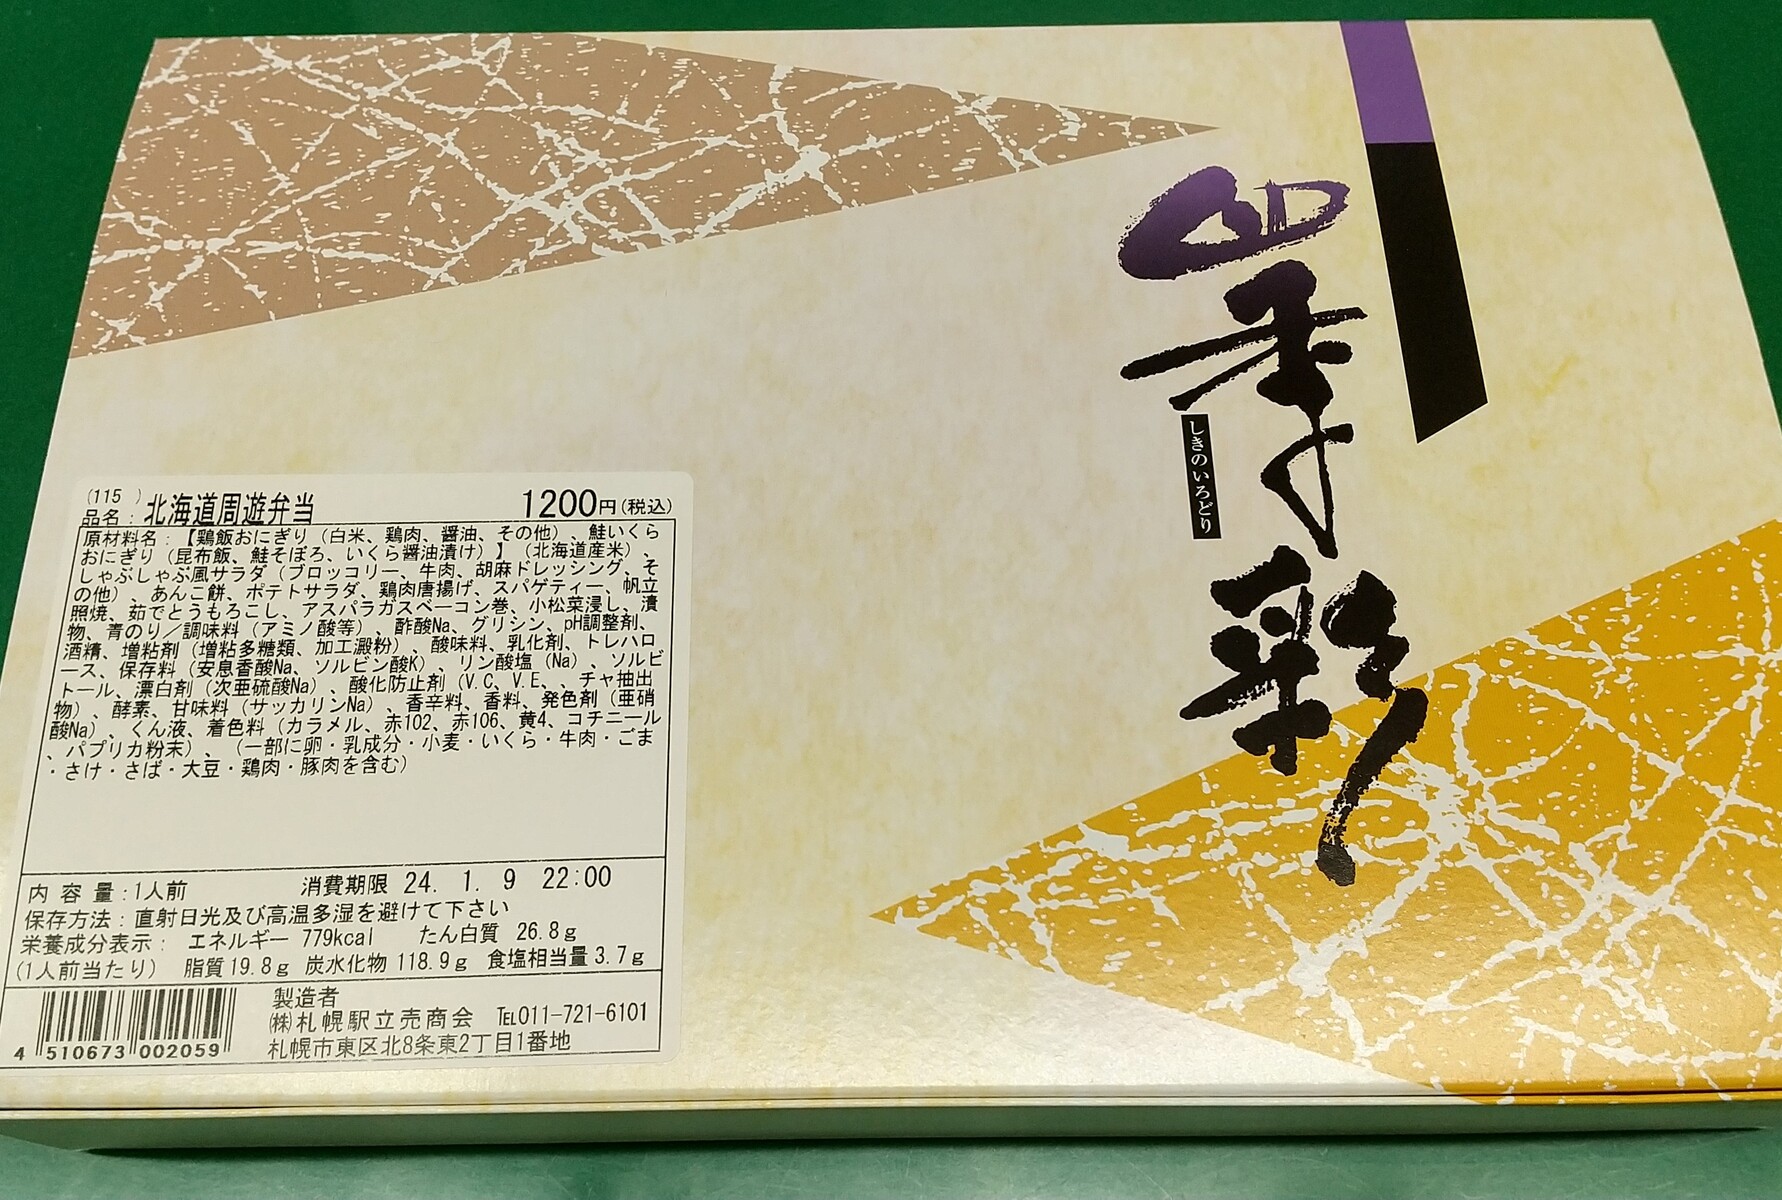 四季の彩
しきのいろどり
(115 )
品名: 北海道周遊弁当 1200円(税込)
原材料名:【鶏飯おにぎり(白米、鶏肉、醤油、その他)、鮭いくら
おにぎり(昆布飯、鮭そぼろ、いくら醤油漬け)】(北海道産米)、
しゃぶしゃぶ風サラダ(ブロッコリー、牛肉、胡麻ドレッシング、そ
の他)、あんこ餅、ポテトサラダ、鶏肉唐揚げ、スパゲティー、帆立
照焼、茹でとうもろこし、アスパラガスベーコン巻、小松菜浸し、漬
物、青のり/調味料(アミノ酸等)、酢酸Na、グリシン、pH調整剤、
酒精、増粘剤(増粘多糖類、加工澱粉)、酸味料、乳化剤、トレハロ
ース、保存料(安息香酸Na、ソルビン酸K)、リン酸塩(Na)、ソルビ
トール、漂白剤(次亜硫酸Na)、酸化防止剤(V.C、V.E、、チャ抽出
物)、酵素、甘味料(サッカリンNa)、香辛料、香料、発色剤(亜硝
酸Na)、くん液、着色料(カラメル、赤102、赤106、黄4、コチニール
、パプリカ粉末)、(一部に卵・乳成分・小麦・いくら・牛肉・ごま
・さけ・さば・大豆・鶏肉・豚肉を含む)
内容量:1人前 消費期限 24. 1. 9 22:00
保存方法:直射日光及び高温多湿を避けて下さい
栄養成分表示: エネルギー 779kcal たん白質 26.8g
(1人前当たり) 脂質19.8g 炭水化物118.9g 食塩相当量3.7g
製造者
㈱札幌駅立売商会 TEL011-721-6101
札幌市東区北8条東2丁目1番地
4 510673 002059